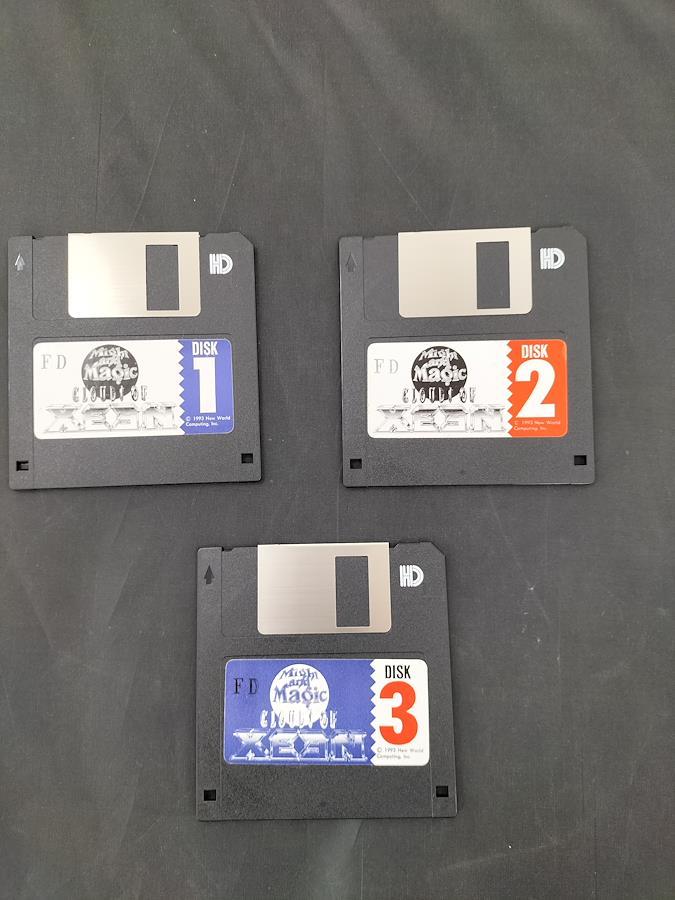 HD
FD
Might
and
Magic
CLOUDS OF
XEEN
DISK
1
© 1993 New World
Computing, Inc.
HD
FD
Might
and
Magic
CLOUDS OF
XEEN
DISK
2
© 1993 New World
Computing, Inc.
HD
FD
Might
and
Magic
CLOUDS OF
XEEN
DISK
3
© 1993 New World
Computing, Inc.